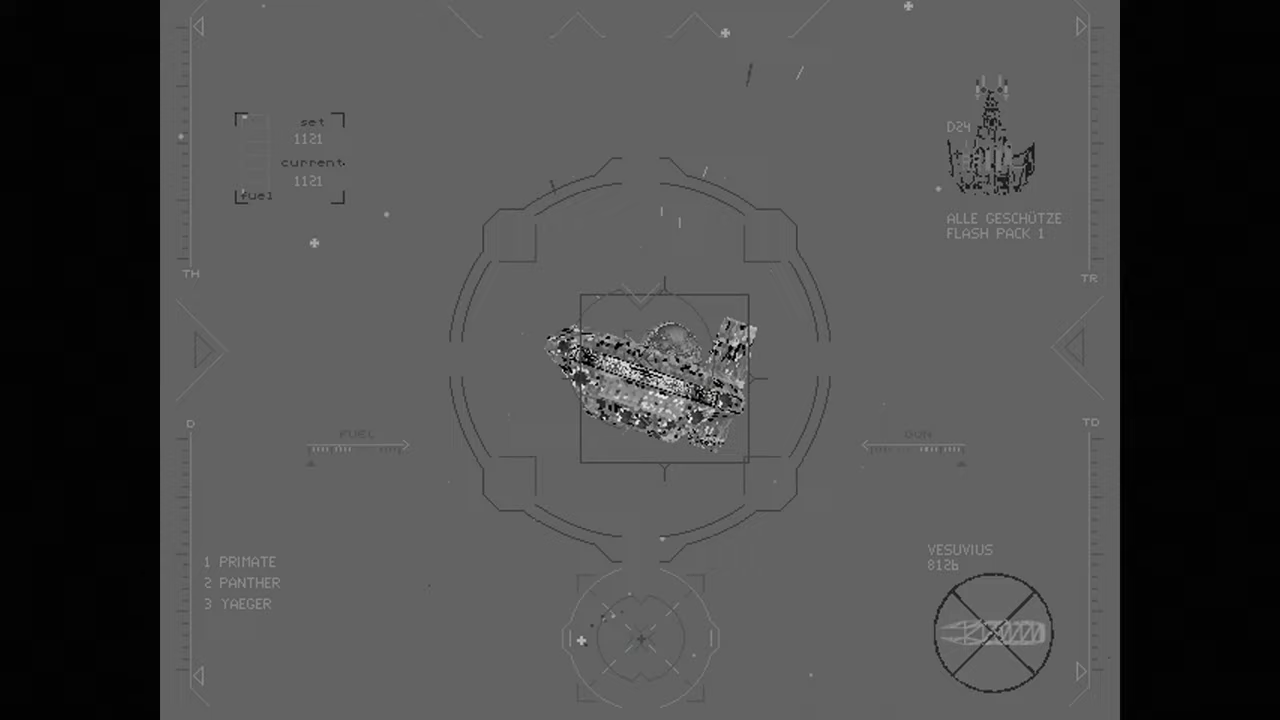 set
1121
current
1121
fuel
D24
ALLE GESCHÜTZE
FLASH PACK 1
TH
TR
D
TD
FUEL
GUN
1 PRIMATE
2 PANTHER
3 YAEGER
VESUVIUS
8126